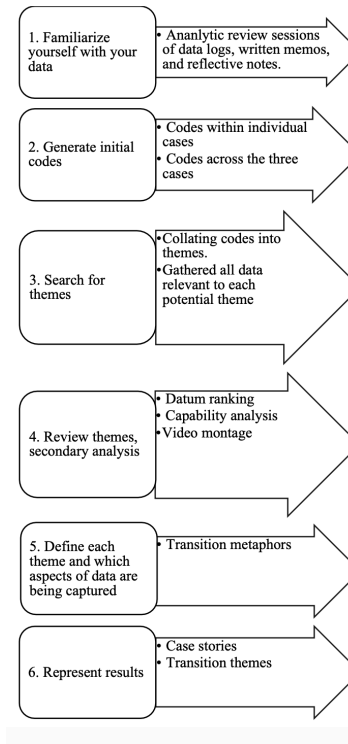 1. Familiarize
yourself with your
data
• Ananlytic review sessions
of data logs, written memos,
and reflective notes.
2. Generate initial
codes
• Codes within individual
cases
• Codes across the three
cases
3. Search for
themes
•Collating codes into
themes.
•Gathered all data
relevant to each
potential theme
4. Review themes,
secondary analysis
• Datum ranking
• Capability analysis
•Video montage
5. Define each
theme and which
aspects of data are
being captured
• Transition metaphors
6. Represent results
• Case stories
• Transition themes